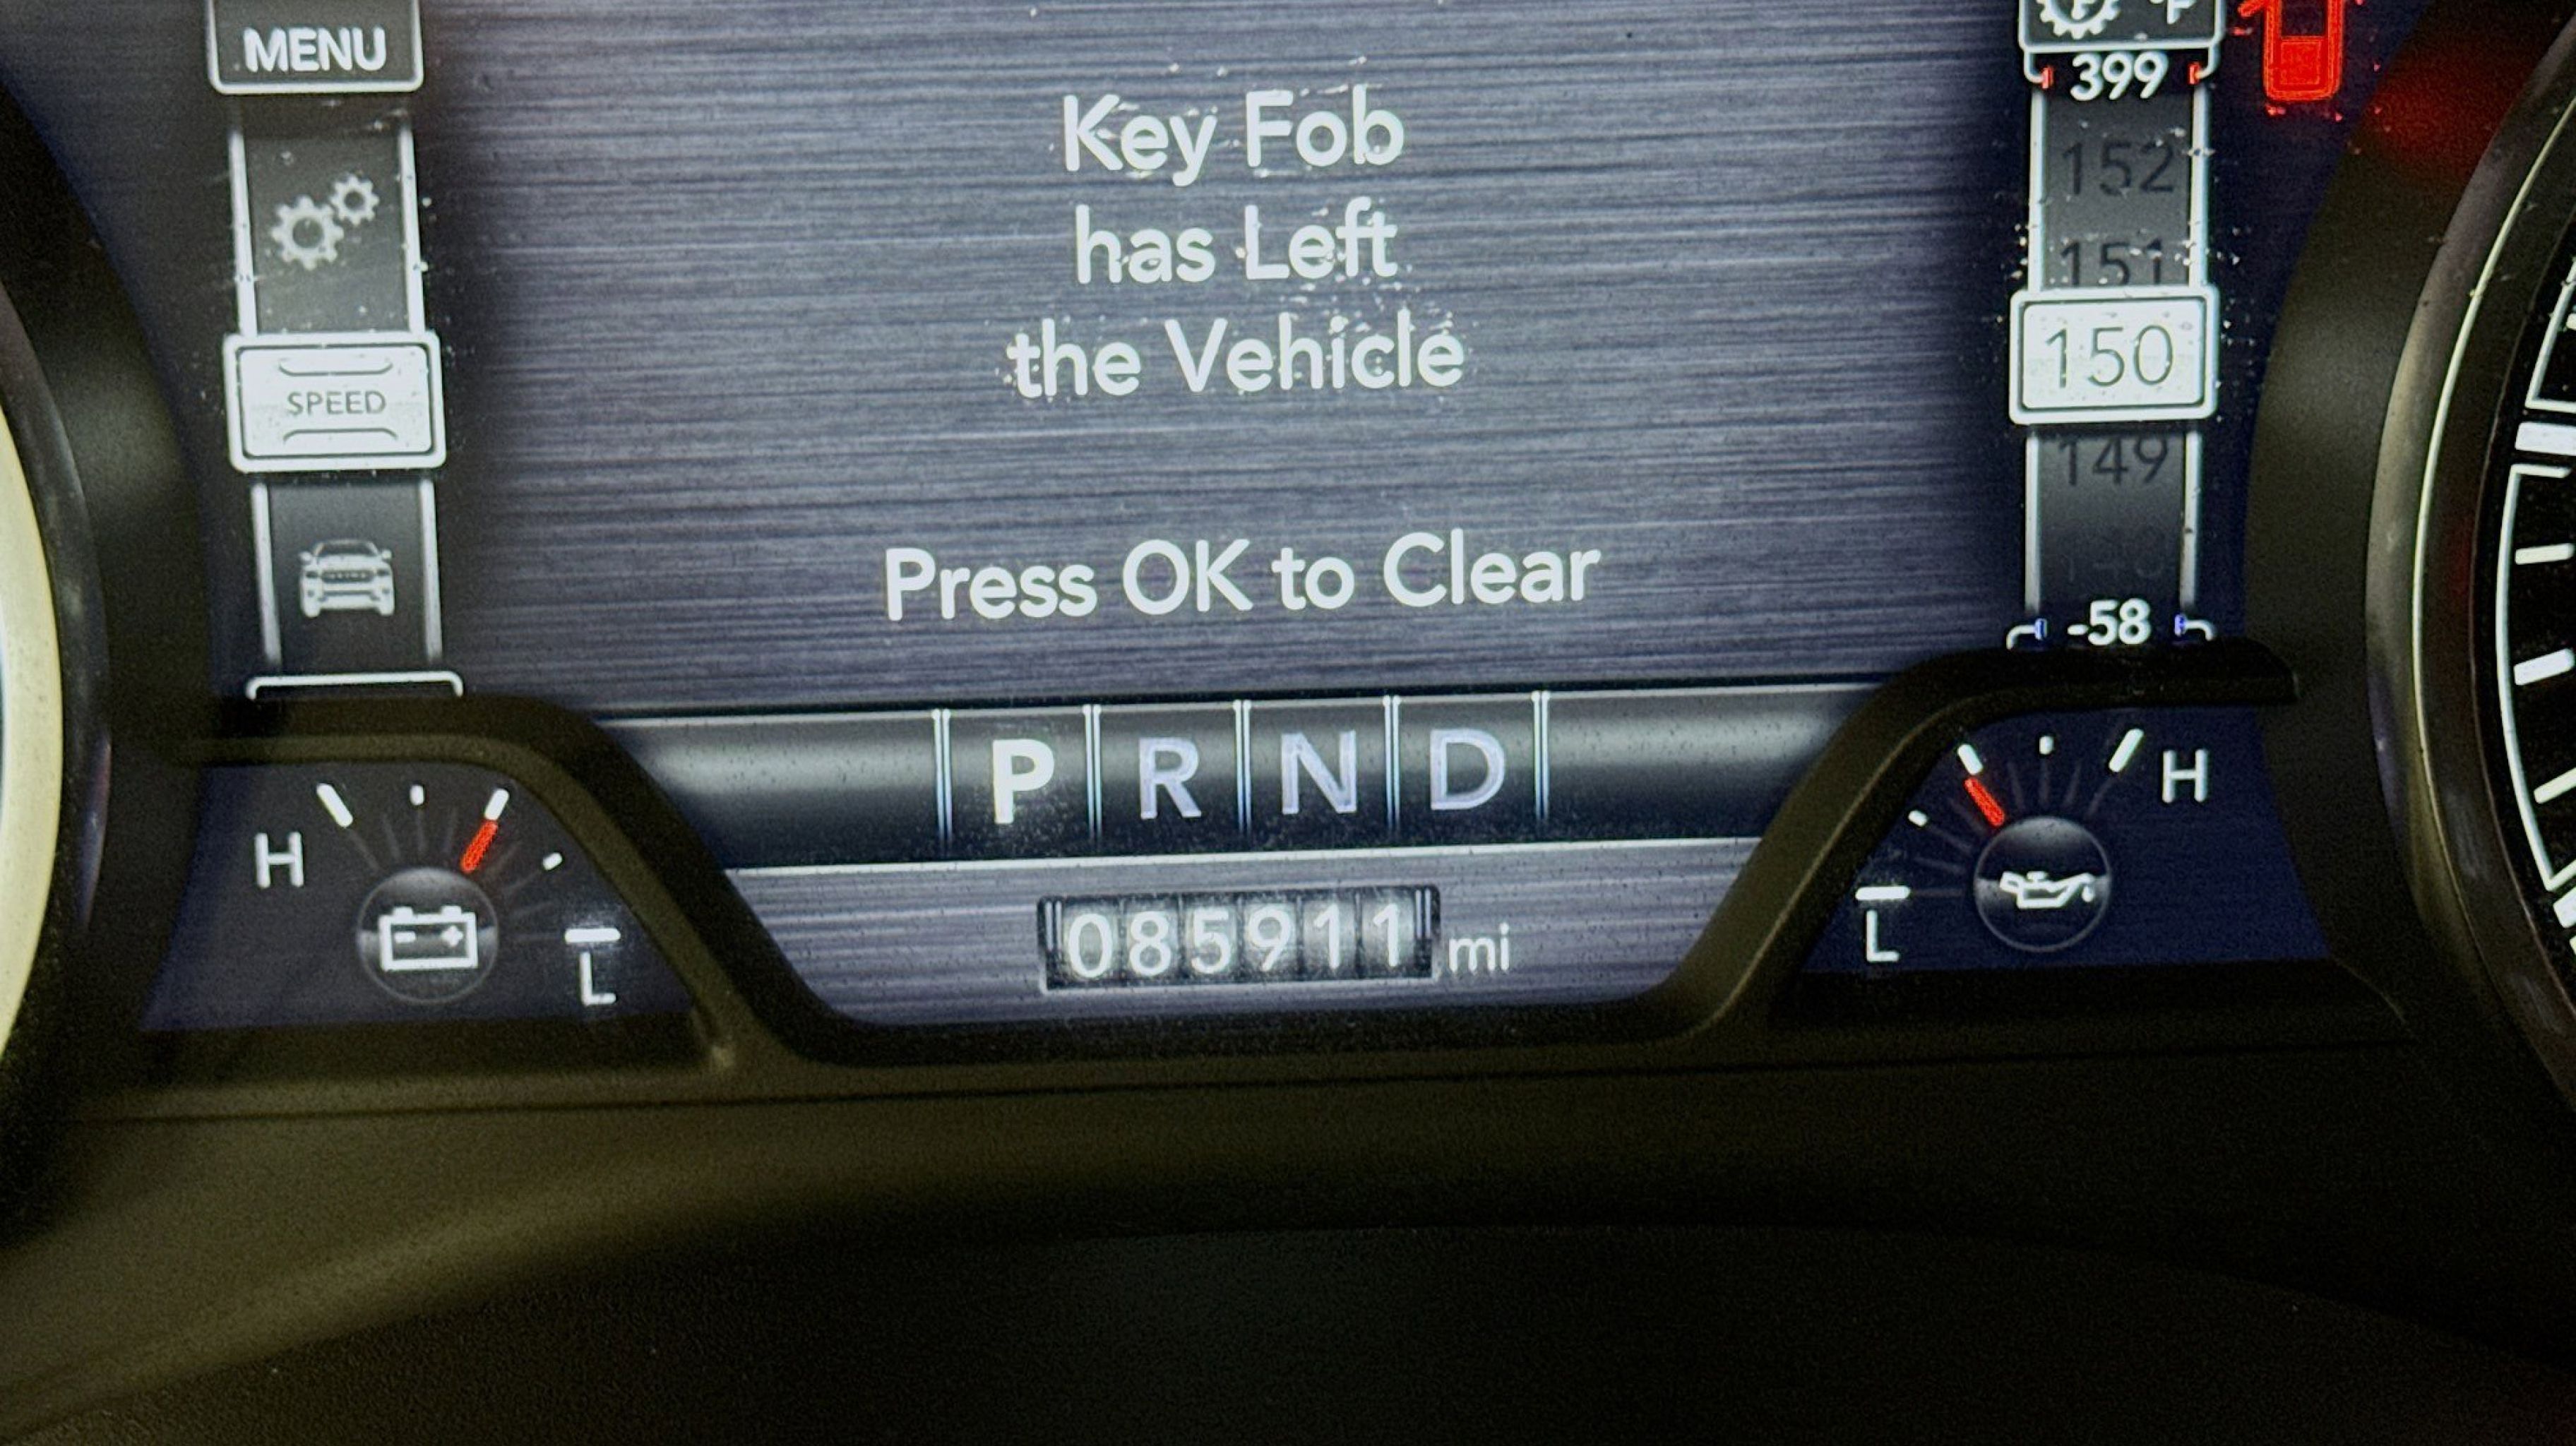 MENU
°F
399
152
151
150
149
148
-58
Key Fob
has Left
the Vehicle
Press OK to Clear
SPEED
P R N D
H
L
085911 mi
L
H